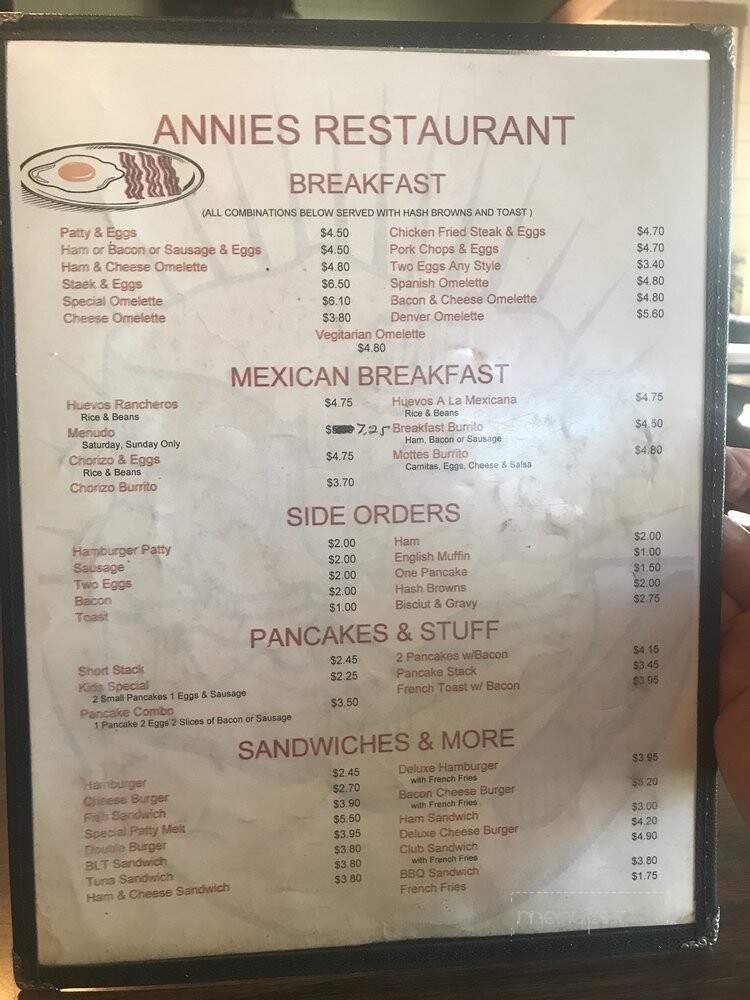 ANNIES RESTAURANT
BREAKFAST
(ALL COMBINATIONS BELOW SERVED WITH HASH BROWNS AND TOAST )
Patty & Eggs $4.50
Ham or Bacon or Sausage & Eggs $4.50
Ham & Cheese Omelette $4.80
Staek & Eggs $6.50
Special Omelette $6.10
Cheese Omelette $3.80
Chicken Fried Steak & Eggs $4.70
Pork Chops & Eggs $4.70
Two Eggs Any Style $3.40
Spanish Omelette $4.80
Bacon & Cheese Omelette $4.80
Denver Omelette $5.60
Vegitarian Omelette
$4.80
MEXICAN BREAKFAST
Huevos Rancheros $4.75
Rice & Beans
Menudo $ 7.25
Saturday, Sunday Only
Chorizo & Eggs $4.75
Rice & Beans
Chorizo Burrito $3.70
Huevos A La Mexicana $4.75
Rice & Beans
Breakfast Burrito $4.50
Ham, Bacon or Sausage
Mottes Burrito $4.80
Carnitas, Eggs, Cheese & Salsa
SIDE ORDERS
Hamburger Patty $2.00
Sausage $2.00
Two Eggs $2.00
Bacon $2.00
Toast $1.00
Ham $2.00
English Muffin $1.00
One Pancake $1.50
Hash Browns $2.00
Bisciut & Gravy $2.75
PANCAKES & STUFF
Short Stack $2.45
Kids Special $2.25
2 Small Pancakes 1 Eggs & Sausage
Pancake Combo $3.50
1 Pancake 2 Eggs 2 Slices of Bacon or Sausage
2 Pancakes w/Bacon $4.15
Pancake Stack $3.45
French Toast w/ Bacon $3.95
SANDWICHES & MORE
Hamburger $2.45
Cheese Burger $2.70
Fish Sandwich $3.90
Special Patty Melt $5.50
Double Burger $3.95
BLT Sandwich $3.80
Tuna Sandwich $3.80
Ham & Cheese Sandwich $3.80
Deluxe Hamburger $3.95
with French Fries
Bacon Cheese Burger $5.20
with French Fries
Ham Sandwich $3.00
Deluxe Cheese Burger $4.20
Club Sandwich $4.90
with French Fries
BBQ Sandwich $3.80
French Fries $1.75